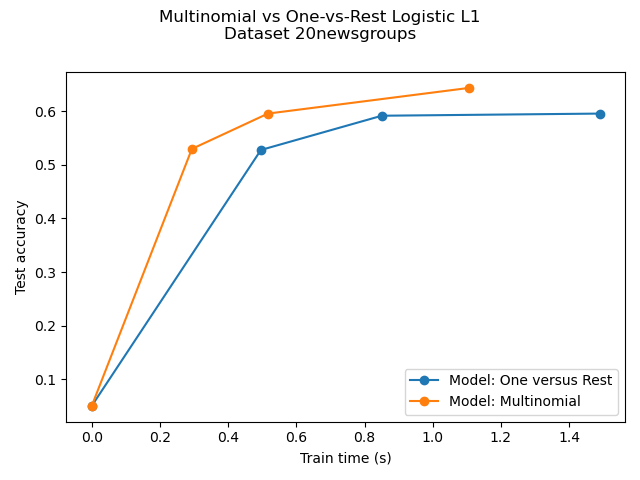 Multinomial vs One-vs-Rest Logistic L1
Dataset 20newsgroups
0.6
0.5
0.4
0.3
0.2
0.1
Test accuracy
Model: One versus Rest
Model: Multinomial
0.0 0.2 0.4 0.6 0.8 1.0 1.2 1.4
Train time (s)